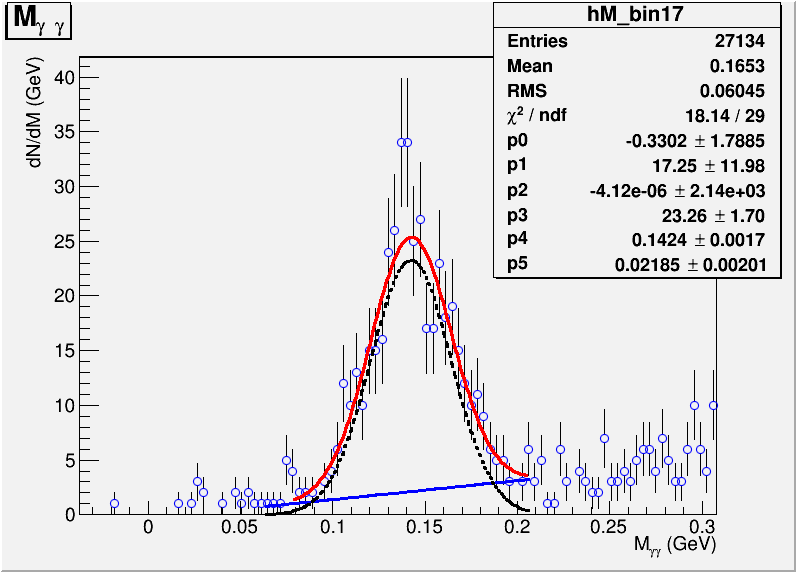 M_γ γ
hM_bin17
Entries 27134
Mean 0.1653
RMS 0.06045
χ² / ndf 18.14 / 29
p0 -0.3302 ± 1.7885
p1 17.25 ± 11.98
p2 -4.12e-06 ± 2.14e+03
p3 23.26 ± 1.70
p4 0.1424 ± 0.0017
p5 0.02185 ± 0.00201
dN/dM (GeV)
40
35
30
25
20
15
10
5
0
0 0.05 0.1 0.15 0.2 0.25 0.3
M_γγ (GeV)